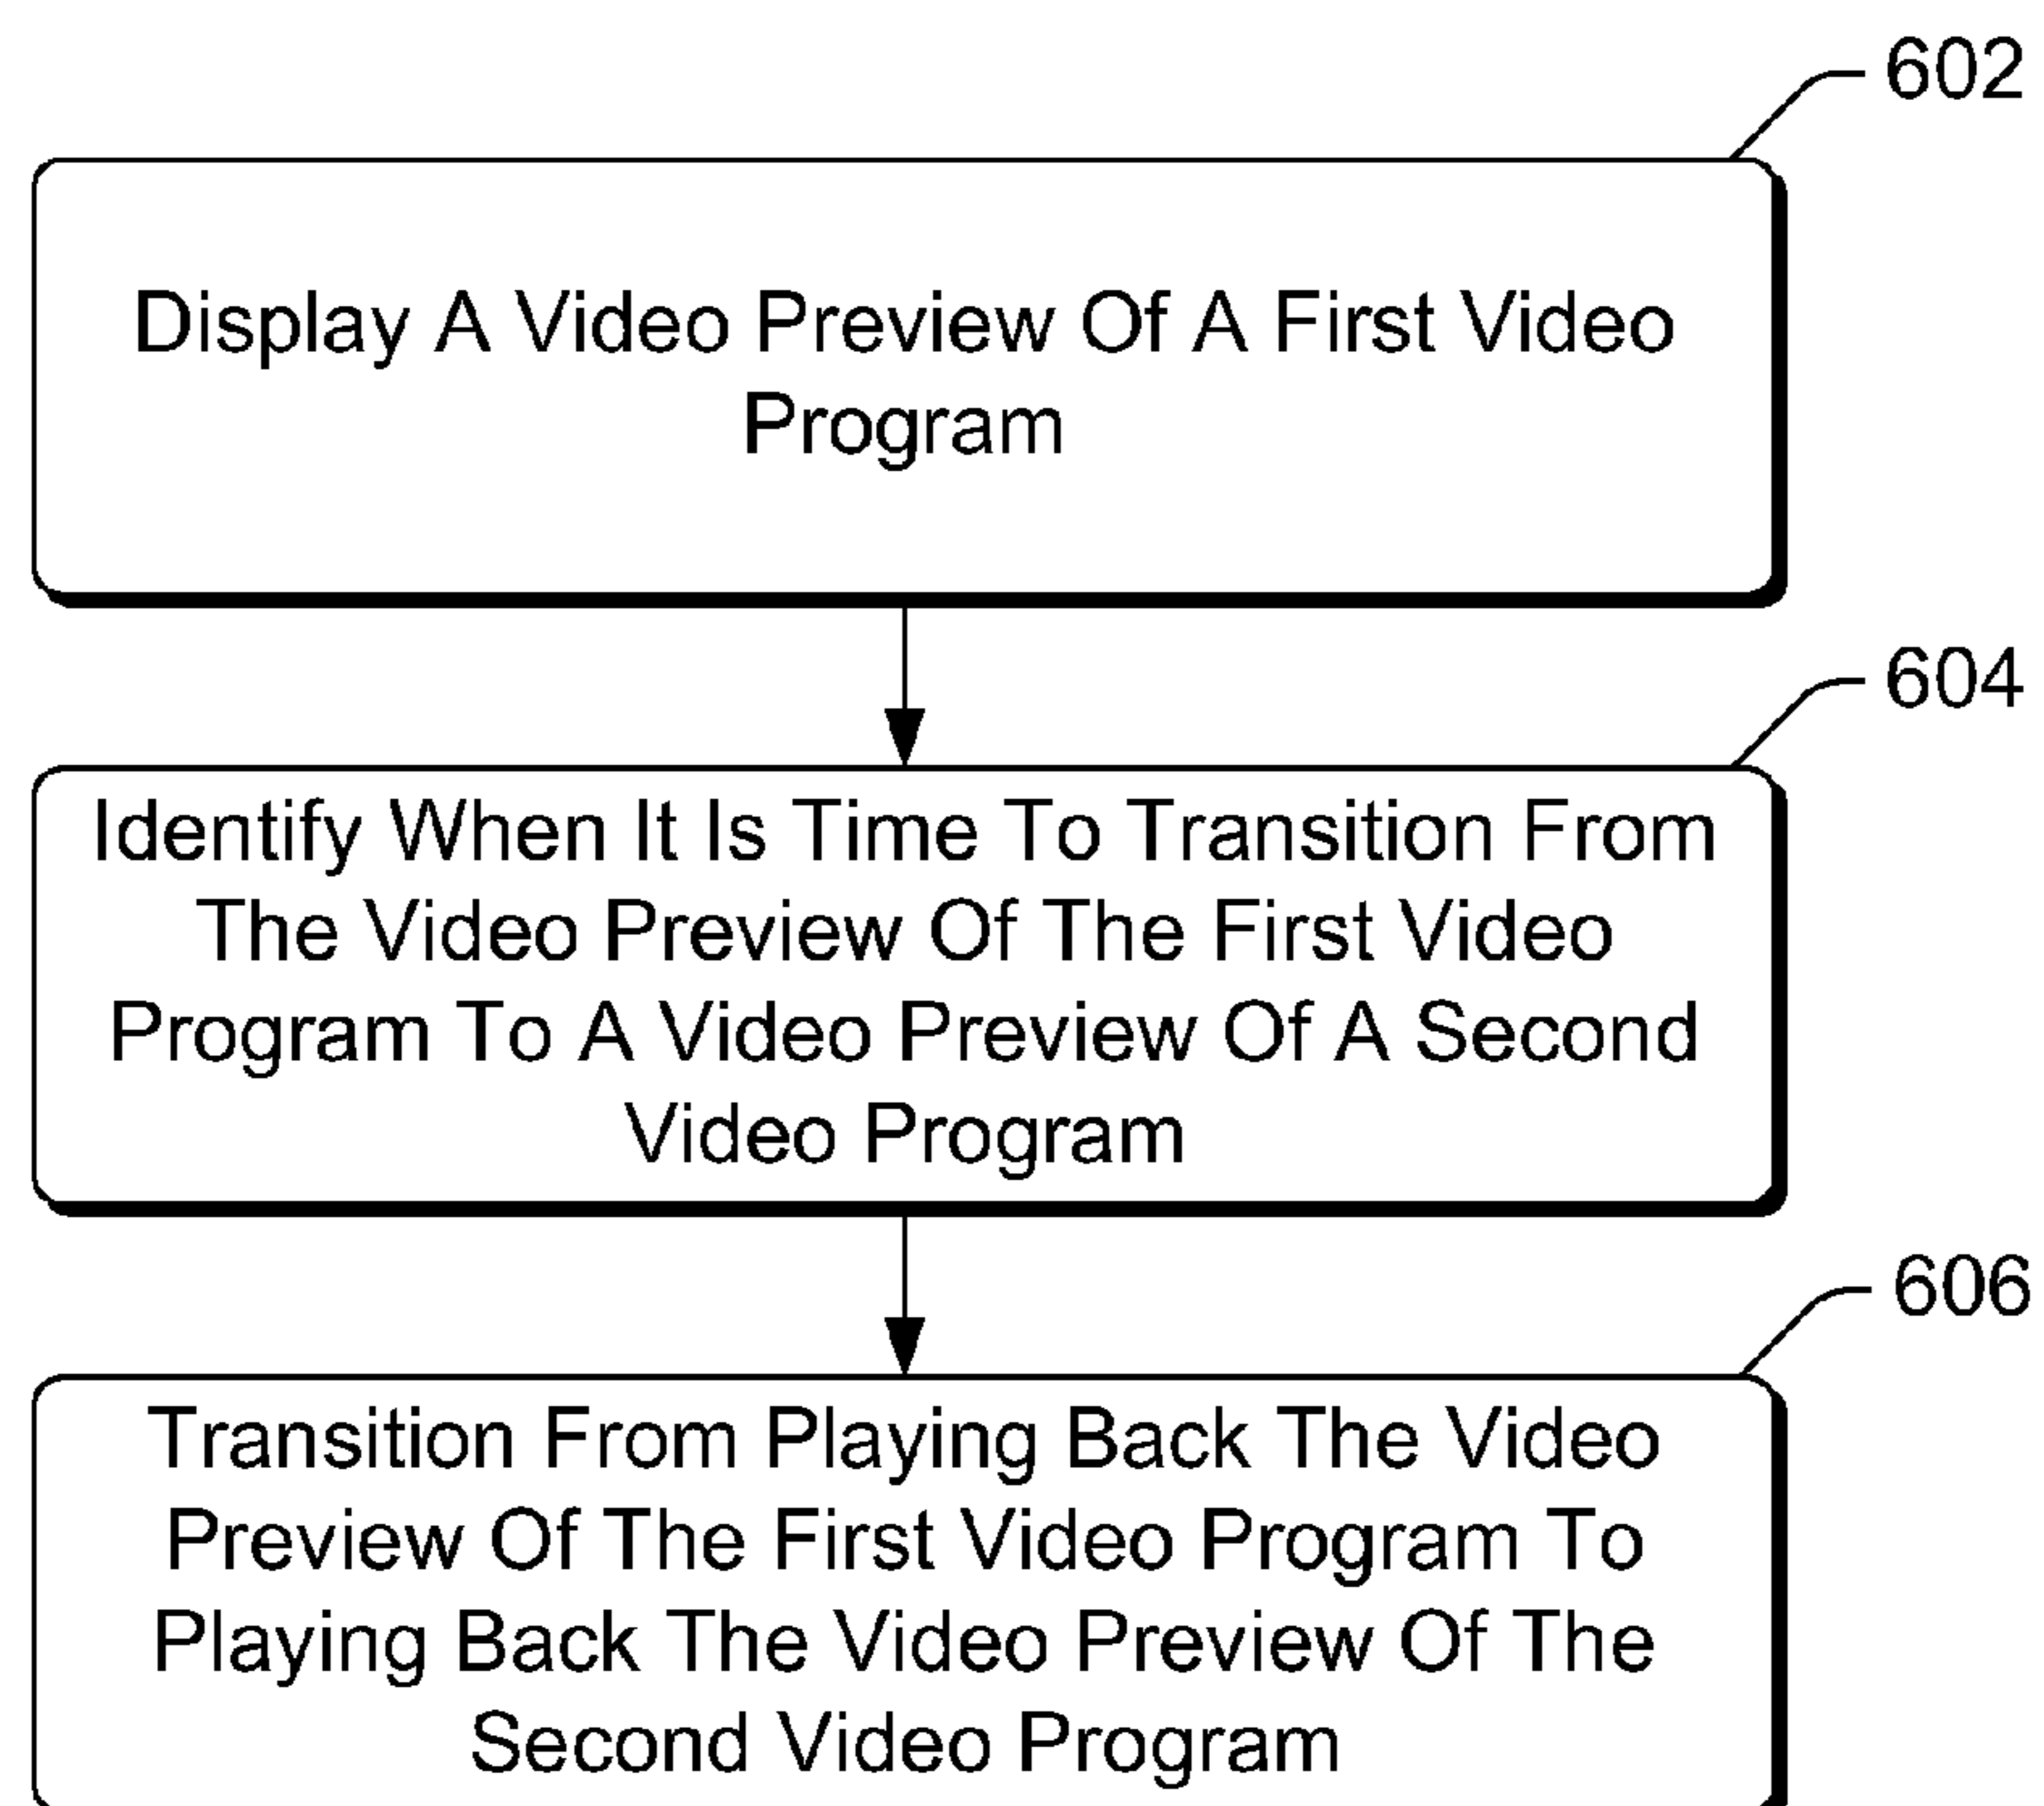 602
Display A Video Preview Of A First Video
Program
604
Identify When It Is Time To Transition From
The Video Preview Of The First Video
Program To A Video Preview Of A Second
Video Program
606
Transition From Playing Back The Video
Preview Of The First Video Program To
Playing Back The Video Preview Of The
Second Video Program